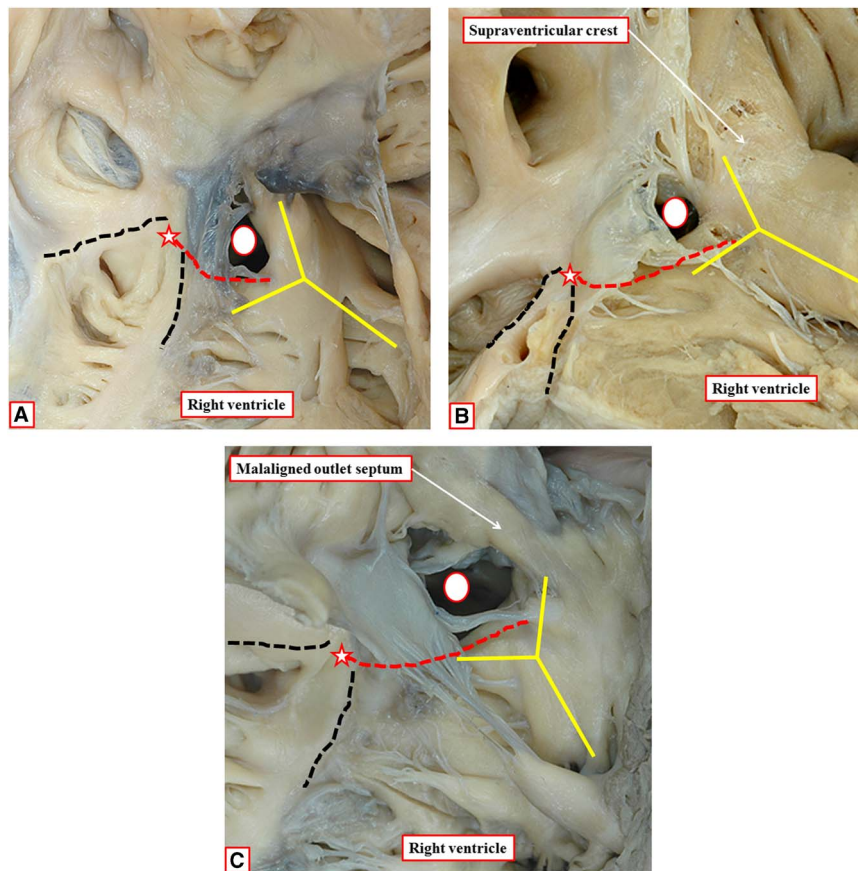 Supraventricular crest
Right ventricle
A
Right ventricle
B
Malaligned outlet septum
Right ventricle
C